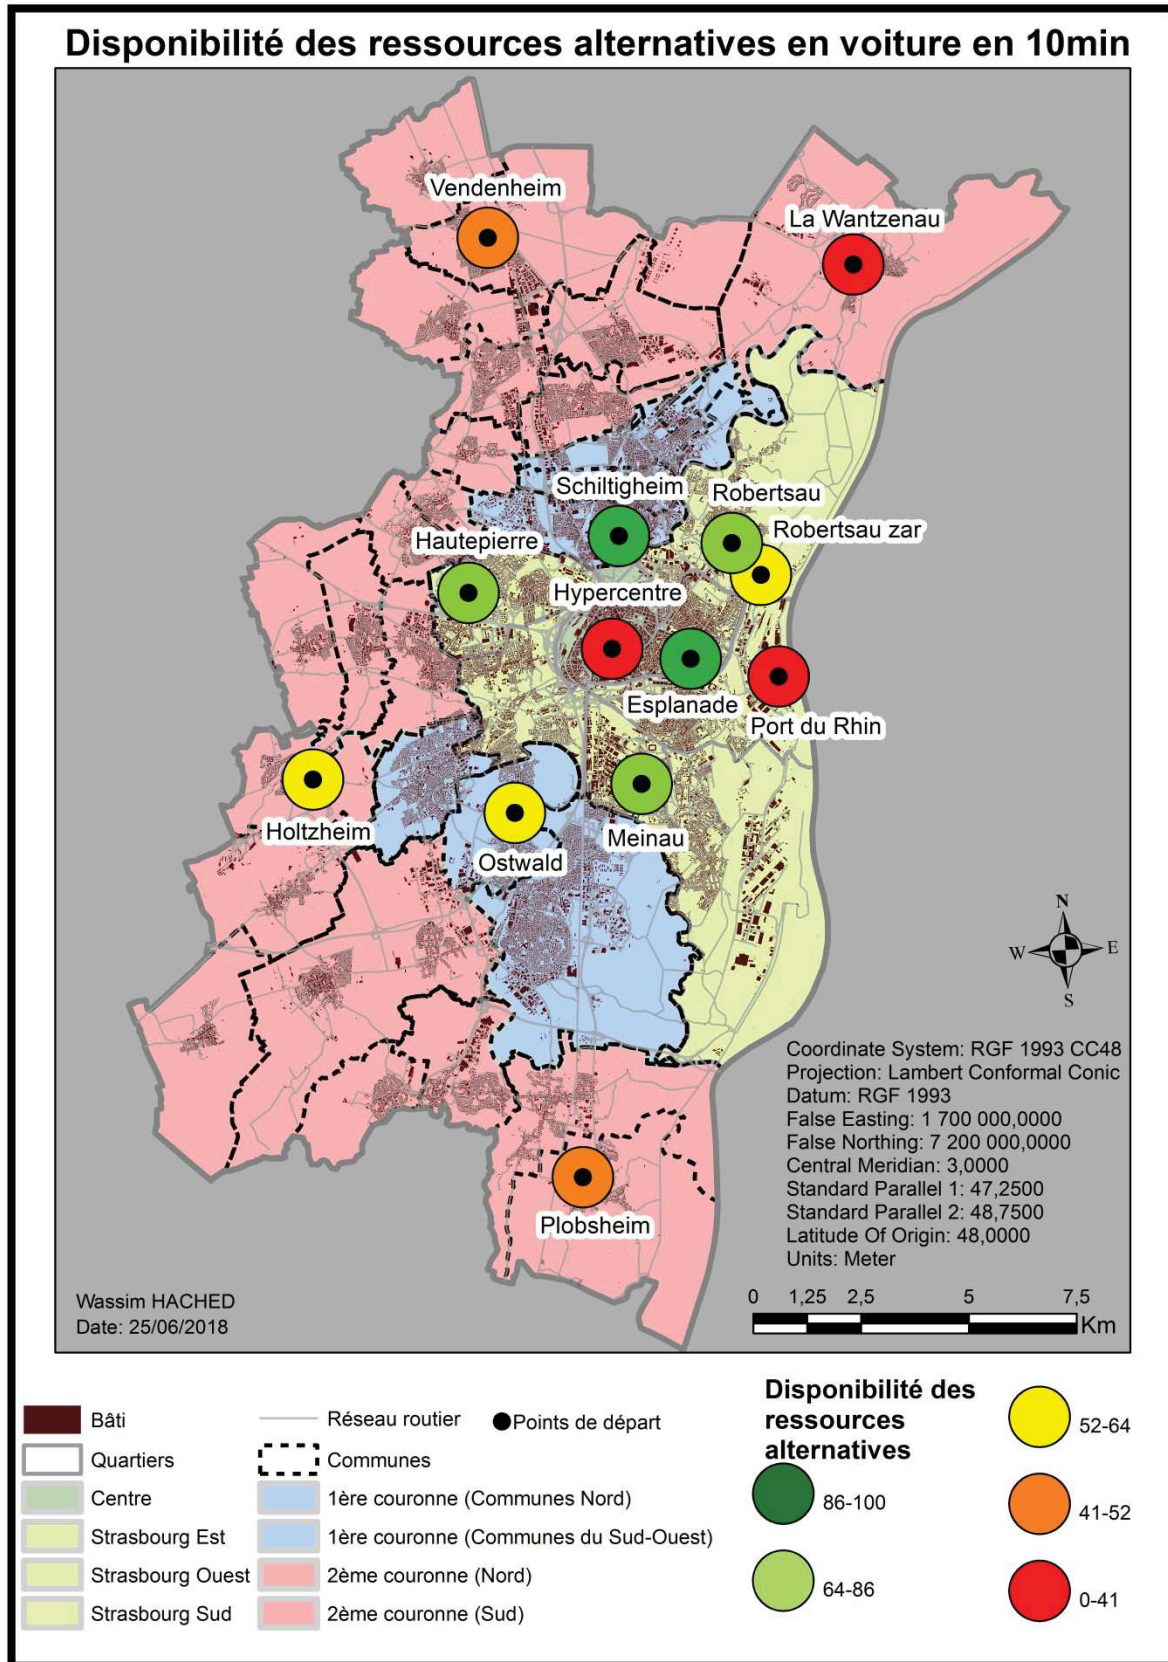 Disponibilité des ressources alternatives en voiture en 10min
Vendenheim
La Wantzenau
Schiltigheim
Robertsau
Robertsau zar
Hautepierre
Hypercentre
Esplanade
Port du Rhin
Holtzheim
Ostwald
Meinau
Plobsheim
N
W E
S
Coordinate System: RGF 1993 CC48
Projection: Lambert Conformal Conic
Datum: RGF 1993
False Easting: 1 700 000,0000
False Northing: 7 200 000,0000
Central Meridian: 3,0000
Standard Parallel 1: 47,2500
Standard Parallel 2: 48,7500
Latitude Of Origin: 48,0000
Units: Meter
Wassim HACHED
Date: 25/06/2018
0 1,25 2,5 5 7,5
Km
Bâti
Quartiers
Centre
Strasbourg Est
Strasbourg Ouest
Strasbourg Sud
Réseau routier
Points de départ
Communes
1ère couronne (Communes Nord)
1ère couronne (Communes du Sud-Ouest)
2ème couronne (Nord)
2ème couronne (Sud)
Disponibilité des
ressources
alternatives
86-100
64-86
52-64
41-52
0-41